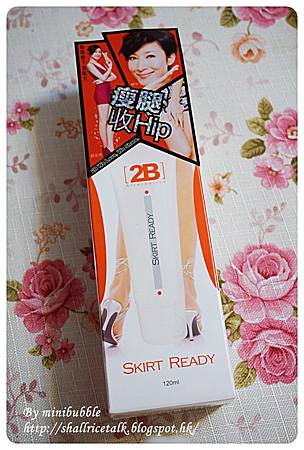 瘦腿
收Hip
[2B]
SKIRT READY
SKIRT READY
120ml
By minibubble
http://shallricetalk.blogspot.hk/